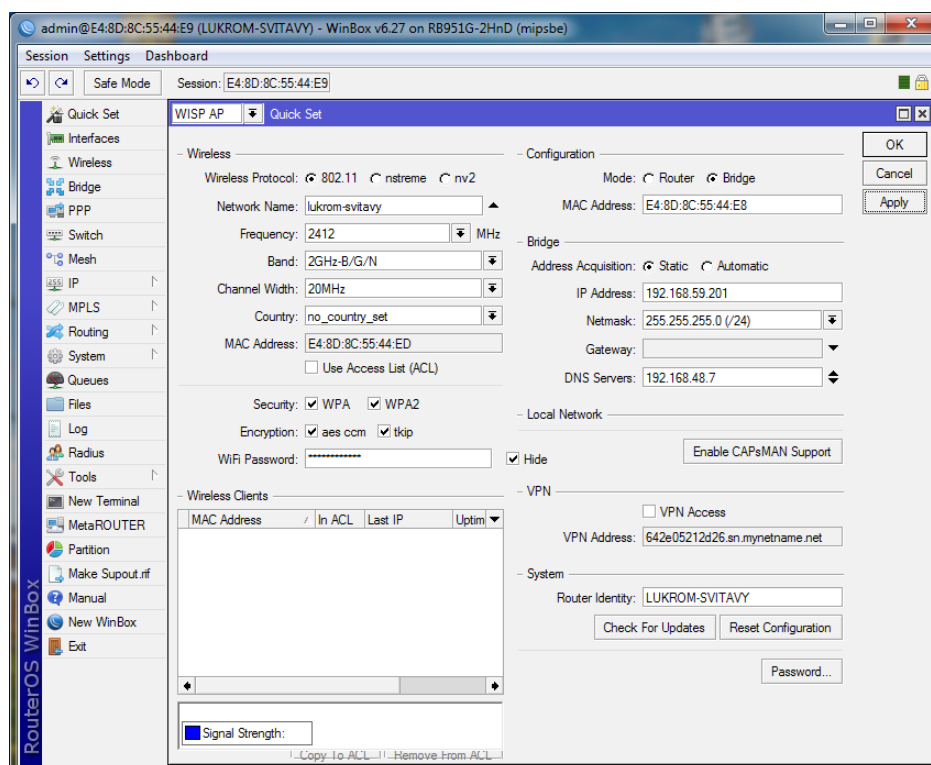 admin@E4:8D:8C:55:44:E9 (LUKROM-SVITAVY) - WinBox v6.27 on RB951G-2HnD (mipsbe)
Session Settings Dashboard
Safe Mode Session: E4:8D:8C:55:44:E9
RouterOS WinBox
Quick Set
Interfaces
Wireless
Bridge
PPP
Switch
Mesh
IP
MPLS
Routing
System
Queues
Files
Log
Radius
Tools
New Terminal
MetaROUTER
Partition
Make Supout.rif
Manual
New WinBox
Exit
WISP AP Quick Set
Wireless
Wireless Protocol: 802.11 nstreme nv2
Network Name: lukrom-svitavy
Frequency: 2412 MHz
Band: 2GHz-B/G/N
Channel Width: 20MHz
Country: no_country_set
MAC Address: E4:8D:8C:55:44:ED
Use Access List (ACL)
Security: WPA WPA2
Encryption: aes ccm tkip
WiFi Password: ************ Hide
Wireless Clients
MAC Address In ACL Last IP Uptim
Signal Strength:
Copy To ACL Remove From ACL
Configuration
Mode: Router Bridge
MAC Address: E4:8D:8C:55:44:E8
Bridge
Address Acquisition: Static Automatic
IP Address: 192.168.59.201
Netmask: 255.255.255.0 (/24)
Gateway:
DNS Servers: 192.168.48.7
Local Network
Enable CAPsMAN Support
VPN
VPN Access
VPN Address: 642e05212d26.sn.mynetname.net
System
Router Identity: LUKROM-SVITAVY
Check For Updates Reset Configuration
Password...
OK
Cancel
Apply